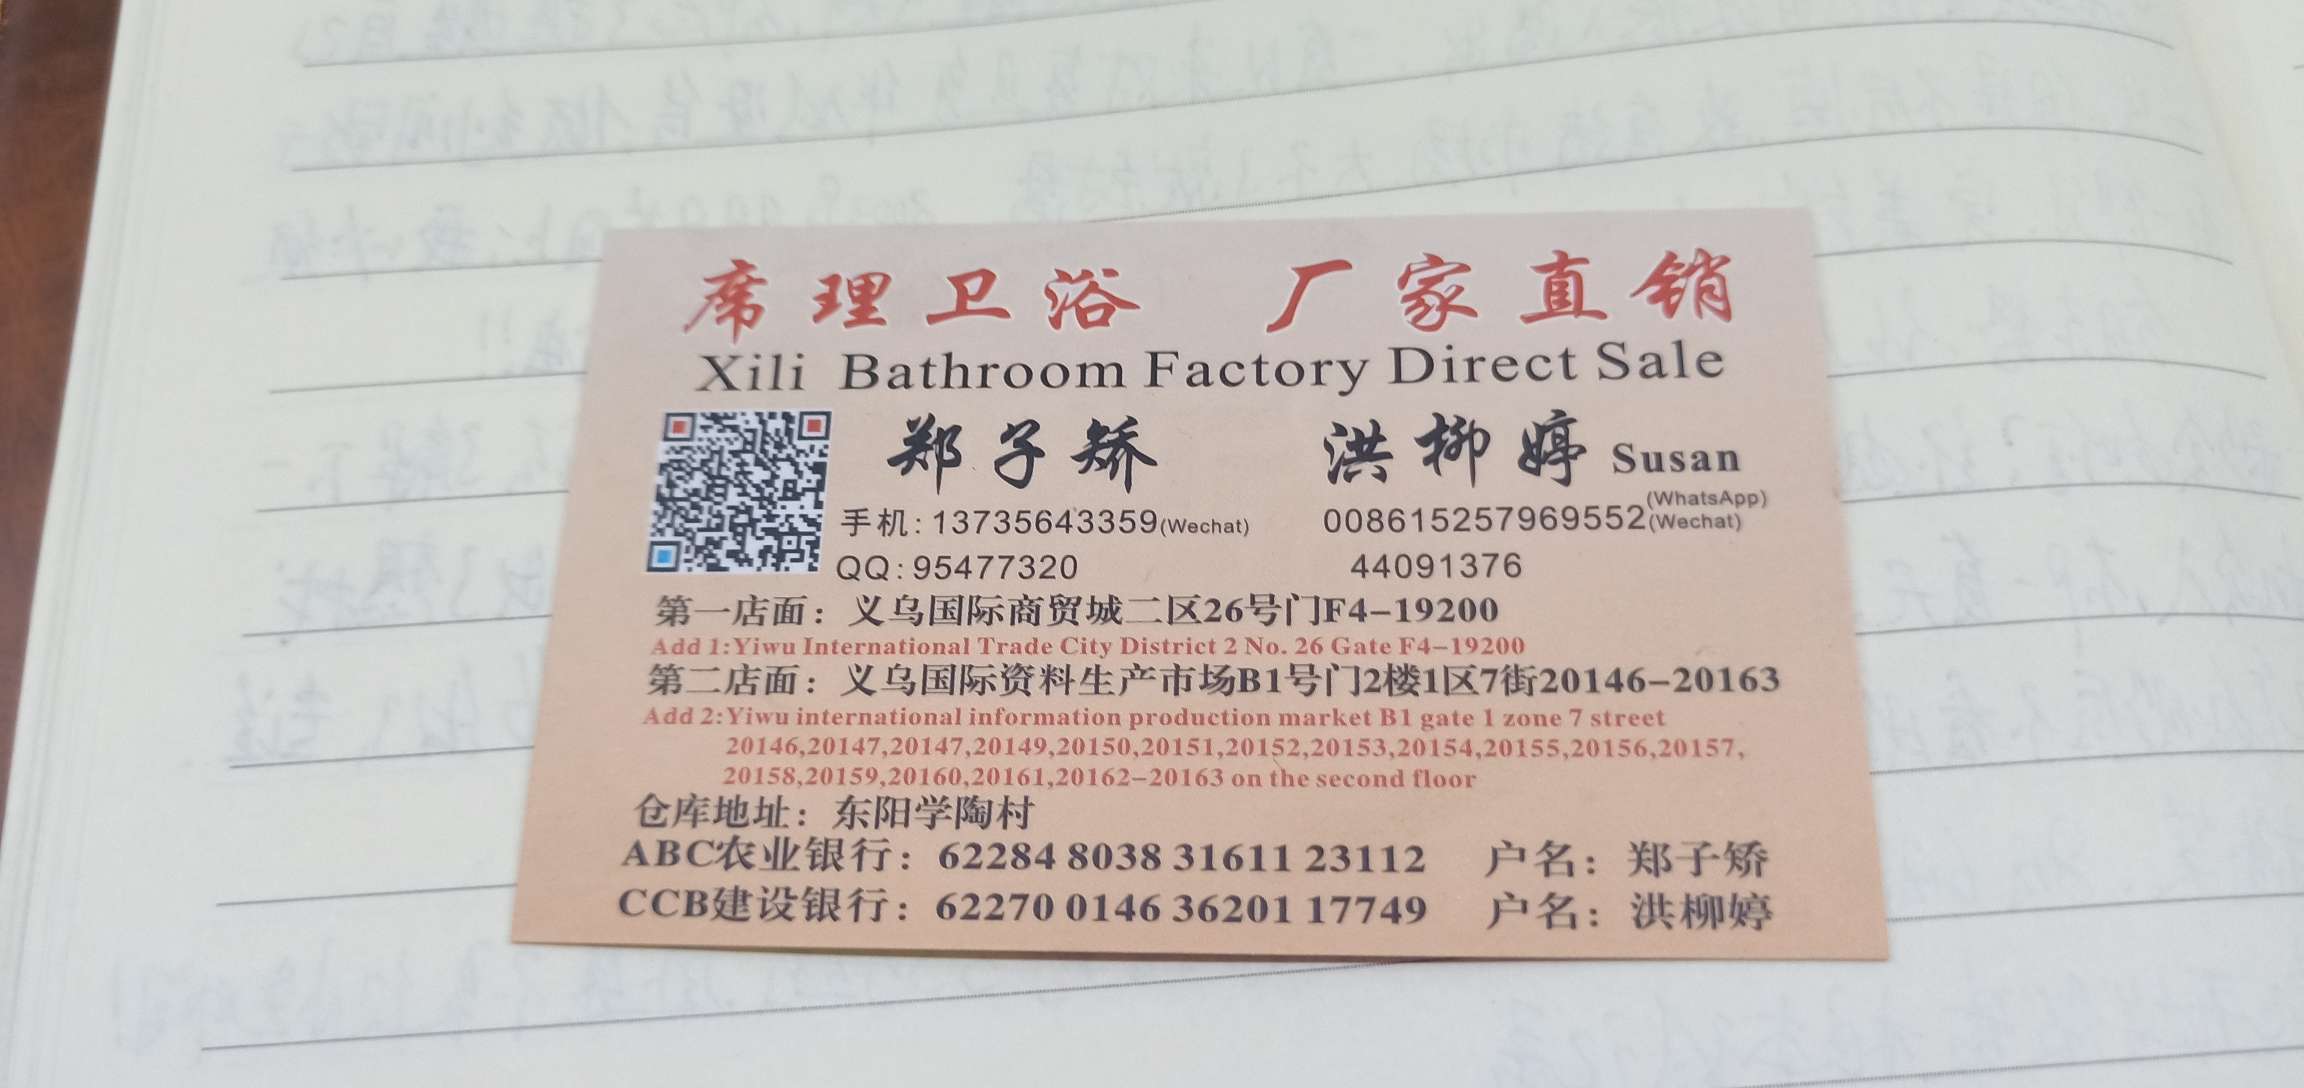 席理卫浴 厂家直销
Xili Bathroom Factory Direct Sale
郑子矫 洪柳婷 Susan
手机：13735643359(Wechat) 008615257969552(WhatsApp)(Wechat)
QQ:95477320 44091376
第一店面：义乌国际商贸城二区26号门F4-19200
Add 1:Yiwu International Trade City District 2 No. 26 Gate F4-19200
第二店面：义乌国际资料生产市场B1号门2楼1区7街20146-20163
Add 2:Yiwu international information production market B1 gate 1 zone 7 street
20146,20147,20147,20149,20150,20151,20152,20153,20154,20155,20156,20157,
20158,20159,20160,20161,20162-20163 on the second floor
仓库地址：东阳学陶村
ABC农业银行：62284 8038 31611 23112 户名：郑子矫
CCB建设银行：62270 0146 36201 17749 户名：洪柳婷